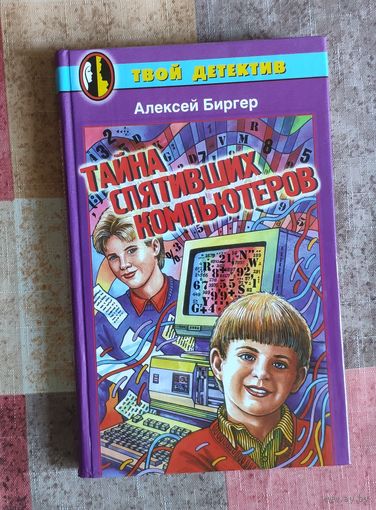 ТВОЙ ДЕТЕКТИВ
Алексей Биргер
ТАЙНА
СПЯТИВШИХ
КОМПЬЮТЕРОВ